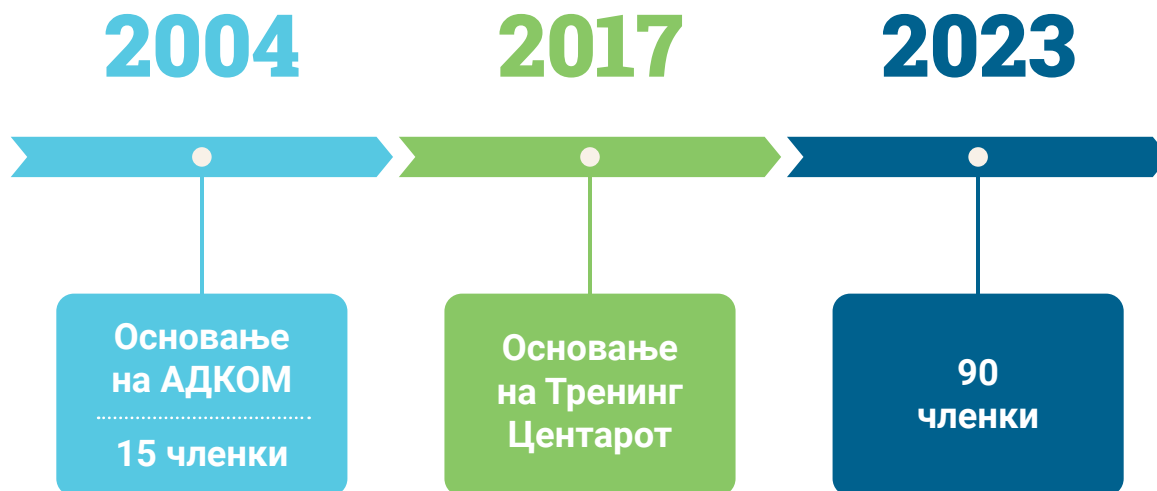 2004
2017
2023
Основање
на АДКОМ
15 членки
Основање
на Тренинг
Центарот
90
членки